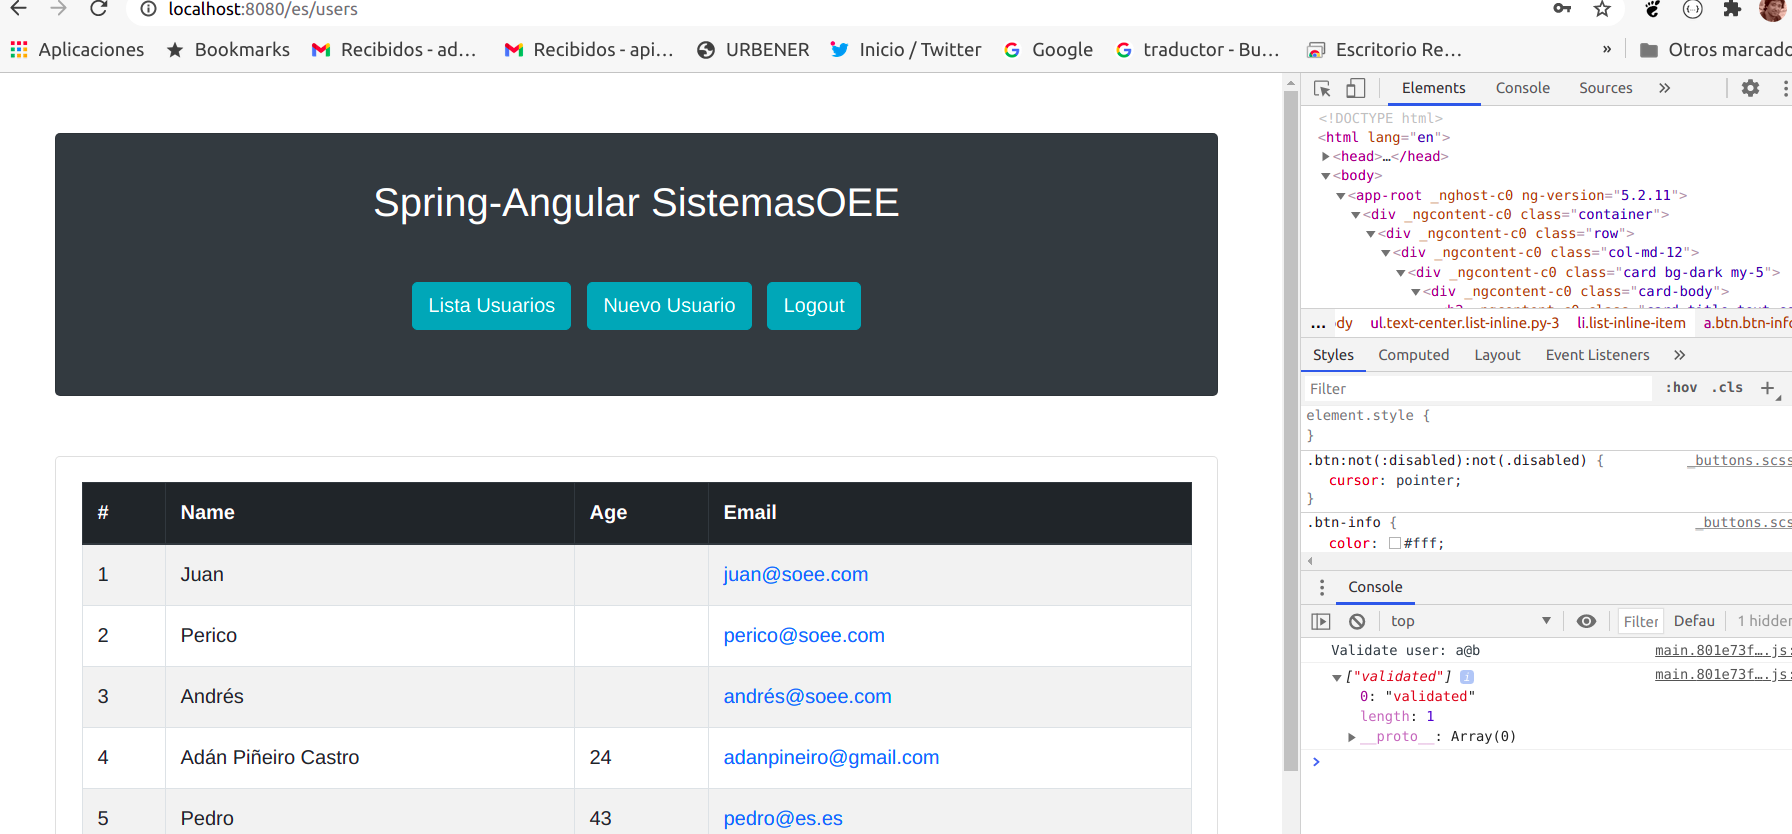 localhost:8080/es/users
Aplicaciones Bookmarks Recibidos - ad... Recibidos - api... URBENER Inicio / Twitter Google traductor - Bu... Escritorio Re... » Otros marcado
Spring-Angular SistemasOEE
Lista Usuarios Nuevo Usuario Logout
# Name Age Email
1 Juan juan@soee.com
2 Perico perico@soee.com
3 Andrés andrés@soee.com
4 Adán Piñeiro Castro 24 adanpineiro@gmail.com
5 Pedro 43 pedro@es.es
Elements Console Sources »
<!DOCTYPE html>
<html lang="en">
<head>…</head>
<body>
<app-root _nghost-c0 ng-version="5.2.11">
<div _ngcontent-c0 class="container">
<div _ngcontent-c0 class="row">
<div _ngcontent-c0 class="col-md-12">
<div _ngcontent-c0 class="card bg-dark my-5">
<div _ngcontent-c0 class="card-body">
... dy ul.text-center.list-inline.py-3 li.list-inline-item a.btn.btn-info
Styles Computed Layout Event Listeners »
Filter :hov .cls +
element.style {
}
.btn:not(:disabled):not(.disabled) { _buttons.scss
cursor: pointer;
}
.btn-info { _buttons.scss
color: #fff;
Console
top Filter Defau 1 hidden
Validate user: a@b main.801e73f….js:
["validated"] i main.801e73f….js:
0: "validated"
length: 1
__proto__: Array(0)
>